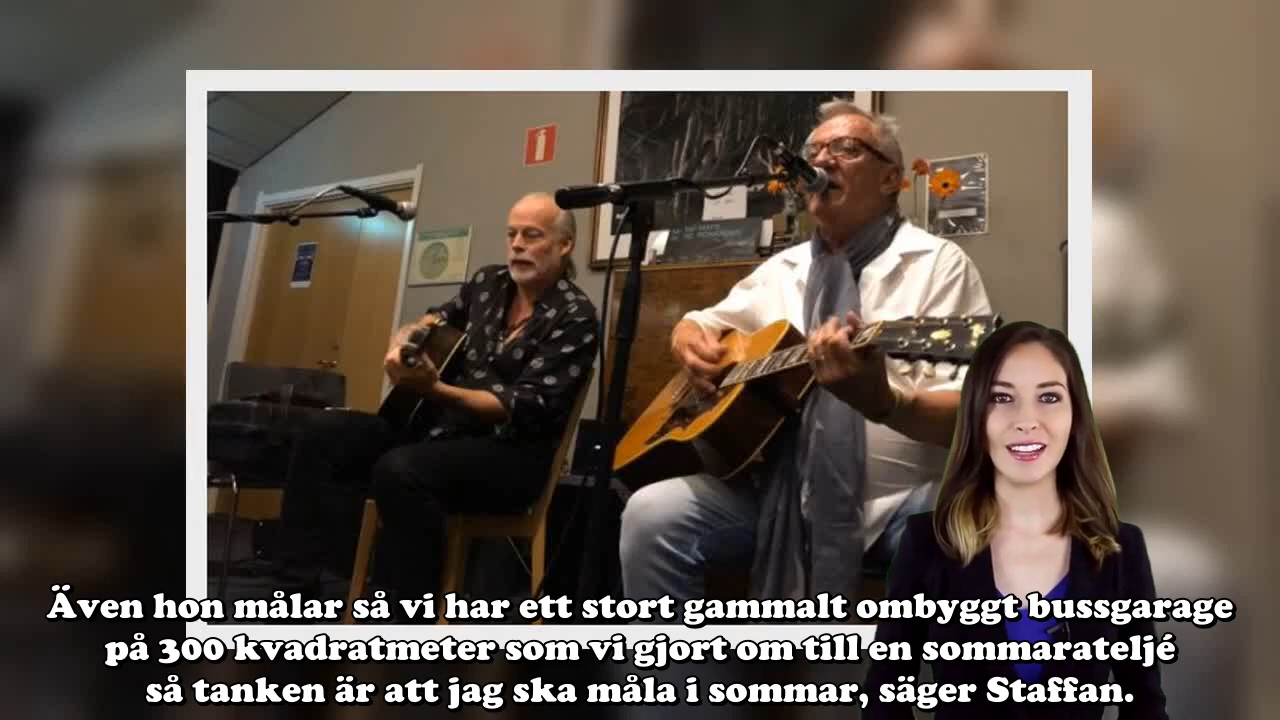 Även hon målar så vi har ett stort gammalt ombyggt bussgarage
på 300 kvadratmeter som vi gjort om till en sommarateljé
så tanken är att jag ska måla i sommar, säger Staffan.